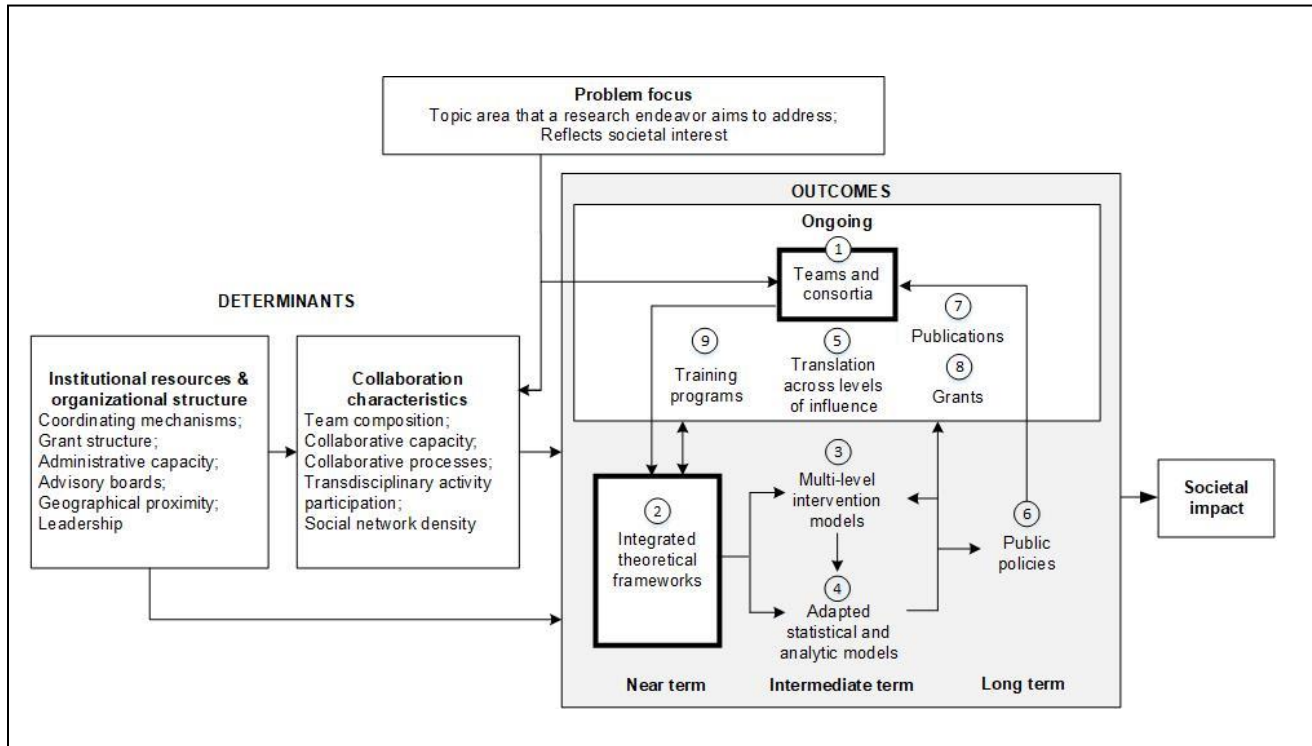 Problem focus
Topic area that a research endeavor aims to address;
Reflects societal interest
DETERMINANTS
Institutional resources &
organizational structure
Coordinating mechanisms;
Grant structure;
Administrative capacity;
Advisory boards;
Geographical proximity;
Leadership
Collaboration
characteristics
Team composition;
Collaborative capacity;
Collaborative processes;
Transdisciplinary activity
participation;
Social network density
OUTCOMES
Ongoing
1
Teams and
consortia
9
Training
programs
5
Translation
across levels
of influence
7
Publications
8
Grants
2
Integrated
theoretical
frameworks
3
Multi-level
intervention
models
4
Adapted
statistical and
analytic models
6
Public
policies
Near term
Intermediate term
Long term
Societal
impact